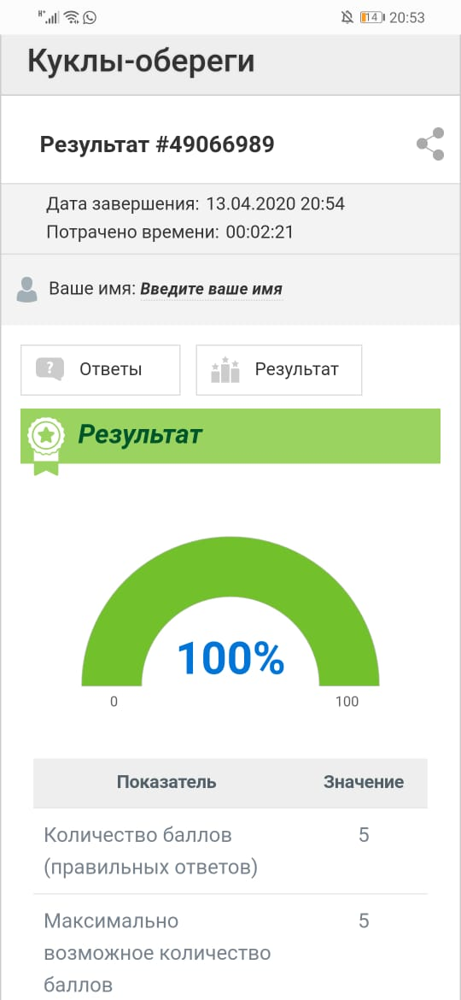 14 20:53
Куклы-обереги
Результат #49066989
Дата завершения: 13.04.2020 20:54
Потрачено времени: 00:02:21
Ваше имя: Введите ваше имя
? Ответы Результат
Результат
100%
0 100
Показатель Значение
Количество баллов 5
(правильных ответов)
Максимально 5
возможное количество
баллов